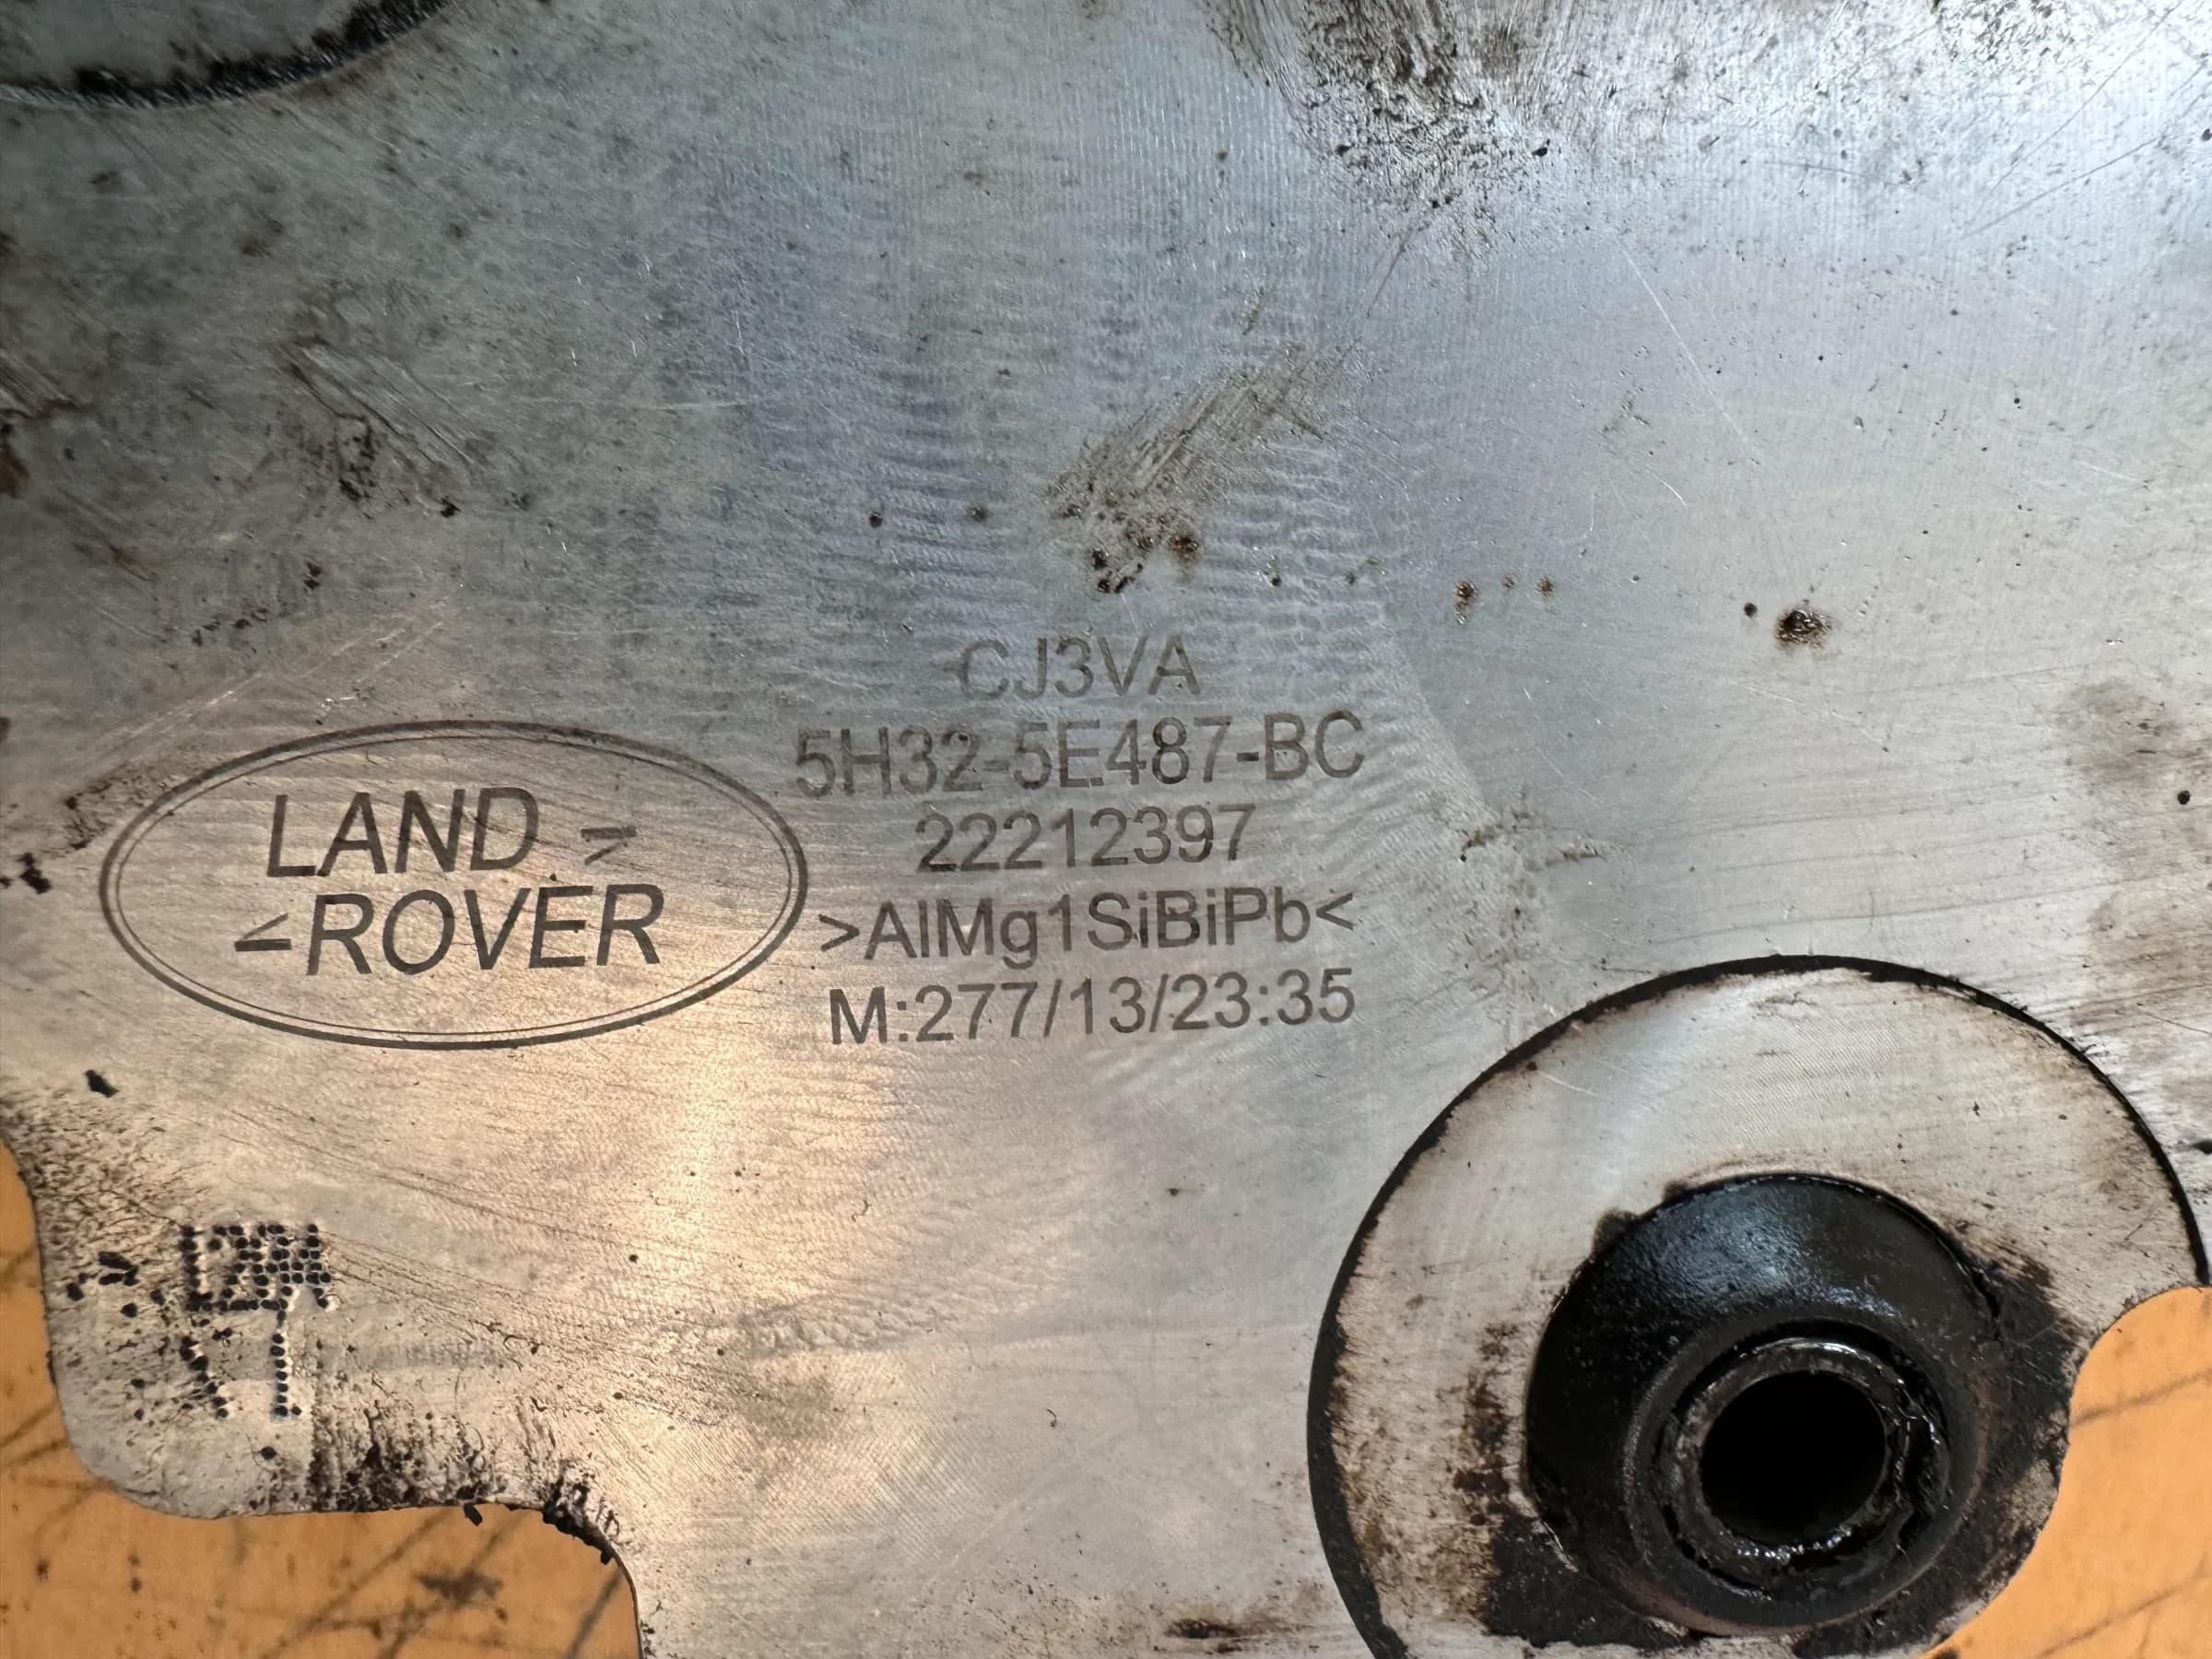 CJ3VA
5H32-5E487-BC
22212397
>AlMg1SiBiPb<
M:277/13/23:35
LAND
ROVER